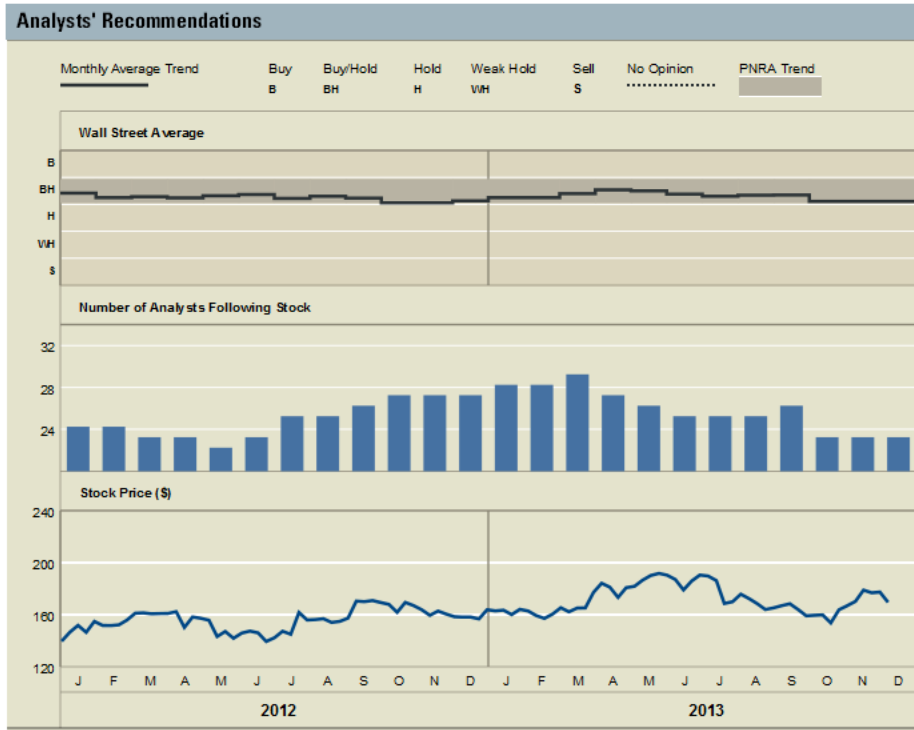 Analysts' Recommendations
Monthly Average Trend Buy Buy/Hold Hold Weak Hold Sell No Opinion PNRA Trend
B BH H WH S
Wall Street Average
B
BH
H
WH
S
Number of Analysts Following Stock
32
28
24
Stock Price ($)
240
200
160
120
J F M A M J J A S O N D J F M A M J J A S O N D
2012 2013